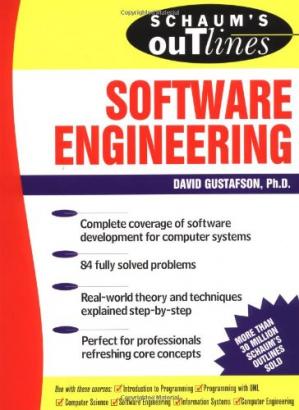 SCHAUM'S
OUTlines
SOFTWARE
ENGINEERING
DAVID GUSTAFSON, Ph.D.
Complete coverage of software
development for computer systems
84 fully solved problems
Real-world theory and techniques
explained step-by-step
Perfect for professionals
refreshing core concepts
MORE THAN
30 MILLION
SCHAUM'S
OUTLINES
SOLD
Use with these courses: Introduction to Programming Programming with UML
Computer Science Software Engineering Information Systems Computer Engineering